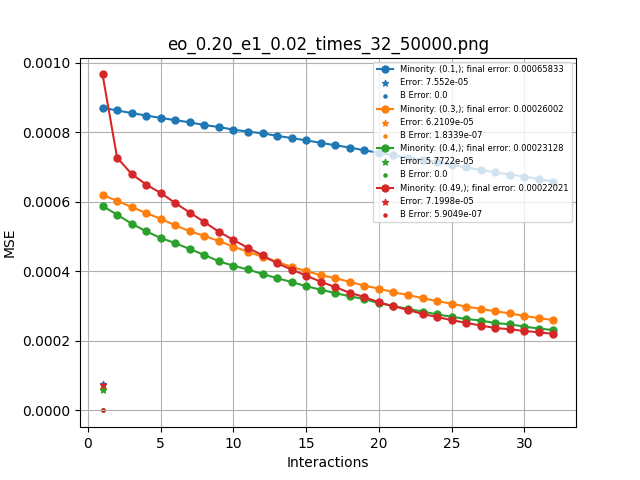 eo_0.20_e1_0.02_times_32_50000.png
0.0010
0.0008
0.0006
0.0004
0.0002
0.0000
MSE
Minority: (0.1,); final error: 0.00065833
Error: 7.552e-05
B Error: 0.0
Minority: (0.3,); final error: 0.00026002
Error: 6.2109e-05
B Error: 1.8339e-07
Minority: (0.4,); final error: 0.00023128
Error: 5.7722e-05
B Error: 0.0
Minority: (0.49,); final error: 0.00022021
Error: 7.1998e-05
B Error: 5.9049e-07
0 5 10 15 20 25 30
Interactions